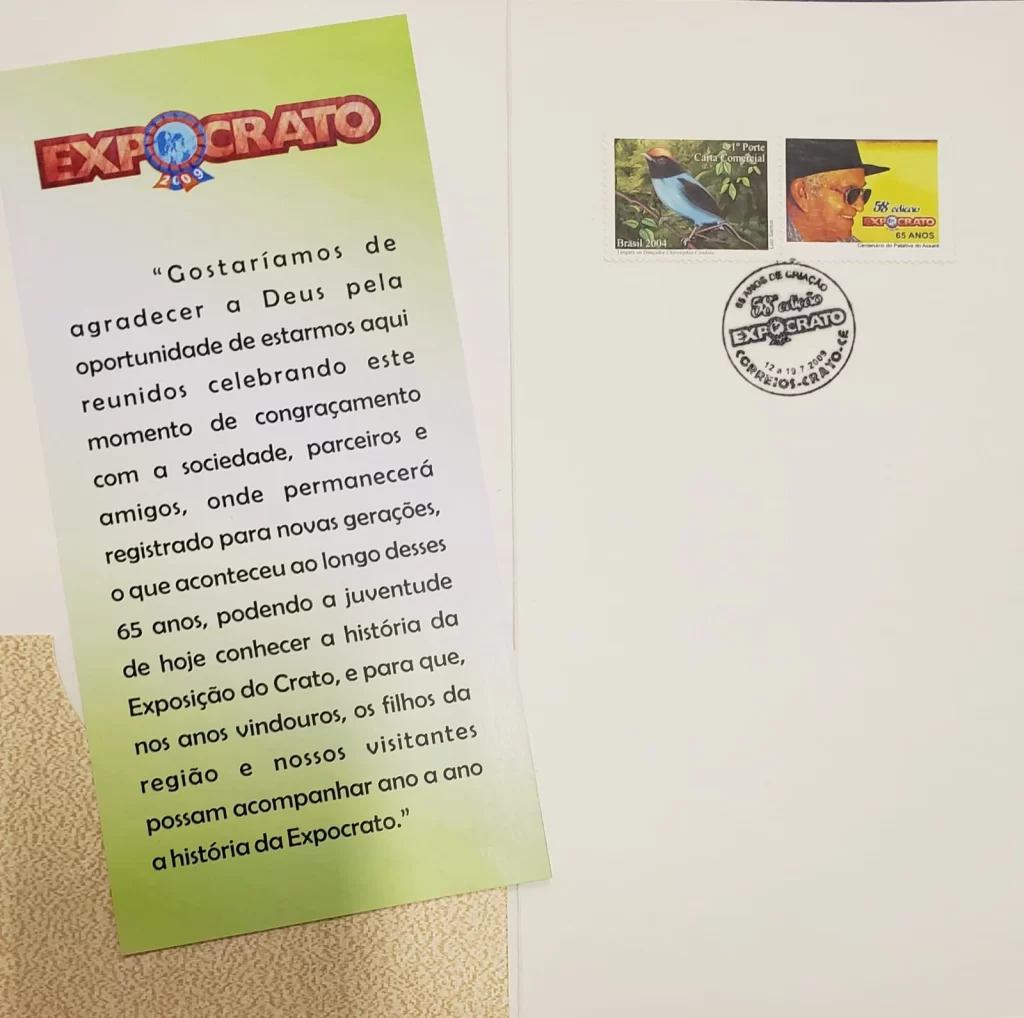 EXPOCRATO
2009
“Gostaríamos de
agradecer a Deus pela
oportunidade de estarmos aqui
reunidos celebrando este
momento de congraçamento
com a sociedade, parceiros e
amigos, onde permanecerá
registrado para novas gerações,
o que aconteceu ao longo desses
65 anos, podendo a juventude
de hoje conhecer a história da
Exposição do Crato, e para que,
nos anos vindouros, os filhos da
região e nossos visitantes
possam acompanhar ano a ano
a história da Expocrato.”
1º Porte
Carta Comercial
Brasil 2004
58ª edição
EXPOCRATO
65 ANOS
Centenário do Patativa do Assaré
65 ANOS DE CRIAÇÃO
58ª edição
EXPOCRATO
12 a 19.7.2009
CORREIOS-CRATO-CE